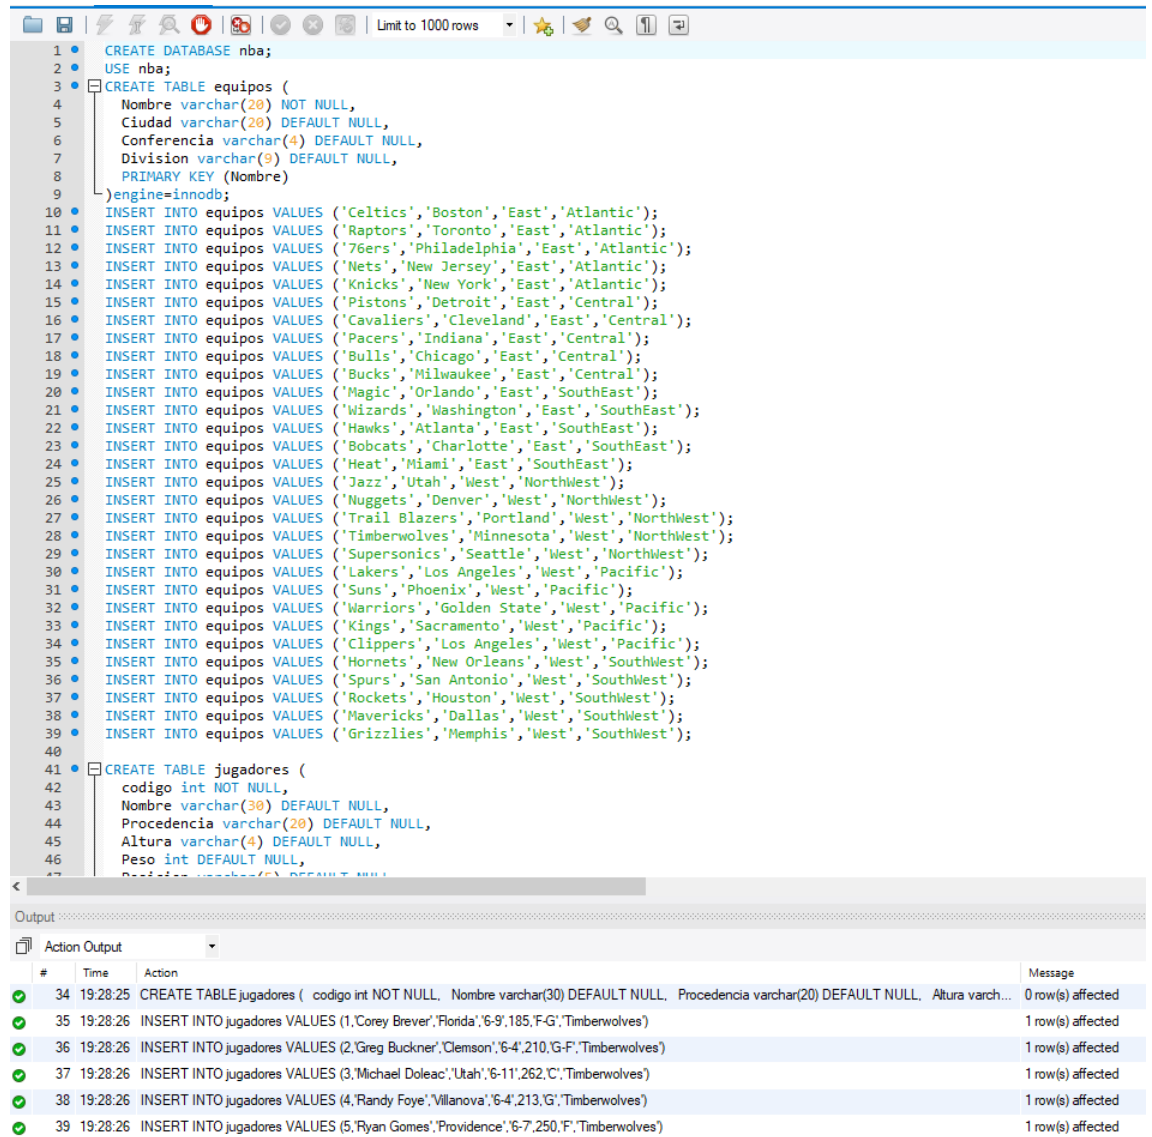 Limit to 1000 rows
1 CREATE DATABASE nba;
2 USE nba;
3 CREATE TABLE equipos (
4 Nombre varchar(20) NOT NULL,
5 Ciudad varchar(20) DEFAULT NULL,
6 Conferencia varchar(4) DEFAULT NULL,
7 Division varchar(9) DEFAULT NULL,
8 PRIMARY KEY (Nombre)
9 )engine=innodb;
10 INSERT INTO equipos VALUES ('Celtics','Boston','East','Atlantic');
11 INSERT INTO equipos VALUES ('Raptors','Toronto','East','Atlantic');
12 INSERT INTO equipos VALUES ('76ers','Philadelphia','East','Atlantic');
13 INSERT INTO equipos VALUES ('Nets','New Jersey','East','Atlantic');
14 INSERT INTO equipos VALUES ('Knicks','New York','East','Atlantic');
15 INSERT INTO equipos VALUES ('Pistons','Detroit','East','Central');
16 INSERT INTO equipos VALUES ('Cavaliers','Cleveland','East','Central');
17 INSERT INTO equipos VALUES ('Pacers','Indiana','East','Central');
18 INSERT INTO equipos VALUES ('Bulls','Chicago','East','Central');
19 INSERT INTO equipos VALUES ('Bucks','Milwaukee','East','Central');
20 INSERT INTO equipos VALUES ('Magic','Orlando','East','SouthEast');
21 INSERT INTO equipos VALUES ('Wizards','Washington','East','SouthEast');
22 INSERT INTO equipos VALUES ('Hawks','Atlanta','East','SouthEast');
23 INSERT INTO equipos VALUES ('Bobcats','Charlotte','East','SouthEast');
24 INSERT INTO equipos VALUES ('Heat','Miami','East','SouthEast');
25 INSERT INTO equipos VALUES ('Jazz','Utah','West','NorthWest');
26 INSERT INTO equipos VALUES ('Nuggets','Denver','West','NorthWest');
27 INSERT INTO equipos VALUES ('Trail Blazers','Portland','West','NorthWest');
28 INSERT INTO equipos VALUES ('Timberwolves','Minnesota','West','NorthWest');
29 INSERT INTO equipos VALUES ('Supersonics','Seattle','West','NorthWest');
30 INSERT INTO equipos VALUES ('Lakers','Los Angeles','West','Pacific');
31 INSERT INTO equipos VALUES ('Suns','Phoenix','West','Pacific');
32 INSERT INTO equipos VALUES ('Warriors','Golden State','West','Pacific');
33 INSERT INTO equipos VALUES ('Kings','Sacramento','West','Pacific');
34 INSERT INTO equipos VALUES ('Clippers','Los Angeles','West','Pacific');
35 INSERT INTO equipos VALUES ('Hornets','New Orleans','West','SouthWest');
36 INSERT INTO equipos VALUES ('Spurs','San Antonio','West','SouthWest');
37 INSERT INTO equipos VALUES ('Rockets','Houston','West','SouthWest');
38 INSERT INTO equipos VALUES ('Mavericks','Dallas','West','SouthWest');
39 INSERT INTO equipos VALUES ('Grizzlies','Memphis','West','SouthWest');
40
41 CREATE TABLE jugadores (
42 codigo int NOT NULL,
43 Nombre varchar(30) DEFAULT NULL,
44 Procedencia varchar(20) DEFAULT NULL,
45 Altura varchar(4) DEFAULT NULL,
46 Peso int DEFAULT NULL,
Output
Action Output
# Time Action Message
34 19:28:25 CREATE TABLE jugadores ( codigo int NOT NULL, Nombre varchar(30) DEFAULT NULL, Procedencia varchar(20) DEFAULT NULL, Altura varch... 0 row(s) affected
35 19:28:26 INSERT INTO jugadores VALUES (1,'Corey Brever','Florida','6-9',185,'F-G','Timberwolves') 1 row(s) affected
36 19:28:26 INSERT INTO jugadores VALUES (2,'Greg Buckner','Clemson','6-4',210,'G-F','Timberwolves') 1 row(s) affected
37 19:28:26 INSERT INTO jugadores VALUES (3,'Michael Doleac','Utah','6-11',262,'C','Timberwolves') 1 row(s) affected
38 19:28:26 INSERT INTO jugadores VALUES (4,'Randy Foye','Villanova','6-4',213,'G','Timberwolves') 1 row(s) affected
39 19:28:26 INSERT INTO jugadores VALUES (5,'Ryan Gomes','Providence','6-7',250,'F','Timberwolves') 1 row(s) affected